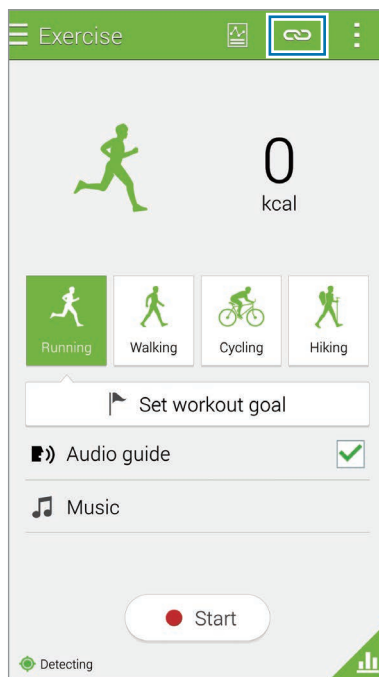 Exercise
0
kcal
Running
Walking
Cycling
Hiking
Set workout goal
Audio guide
Music
Start
Detecting